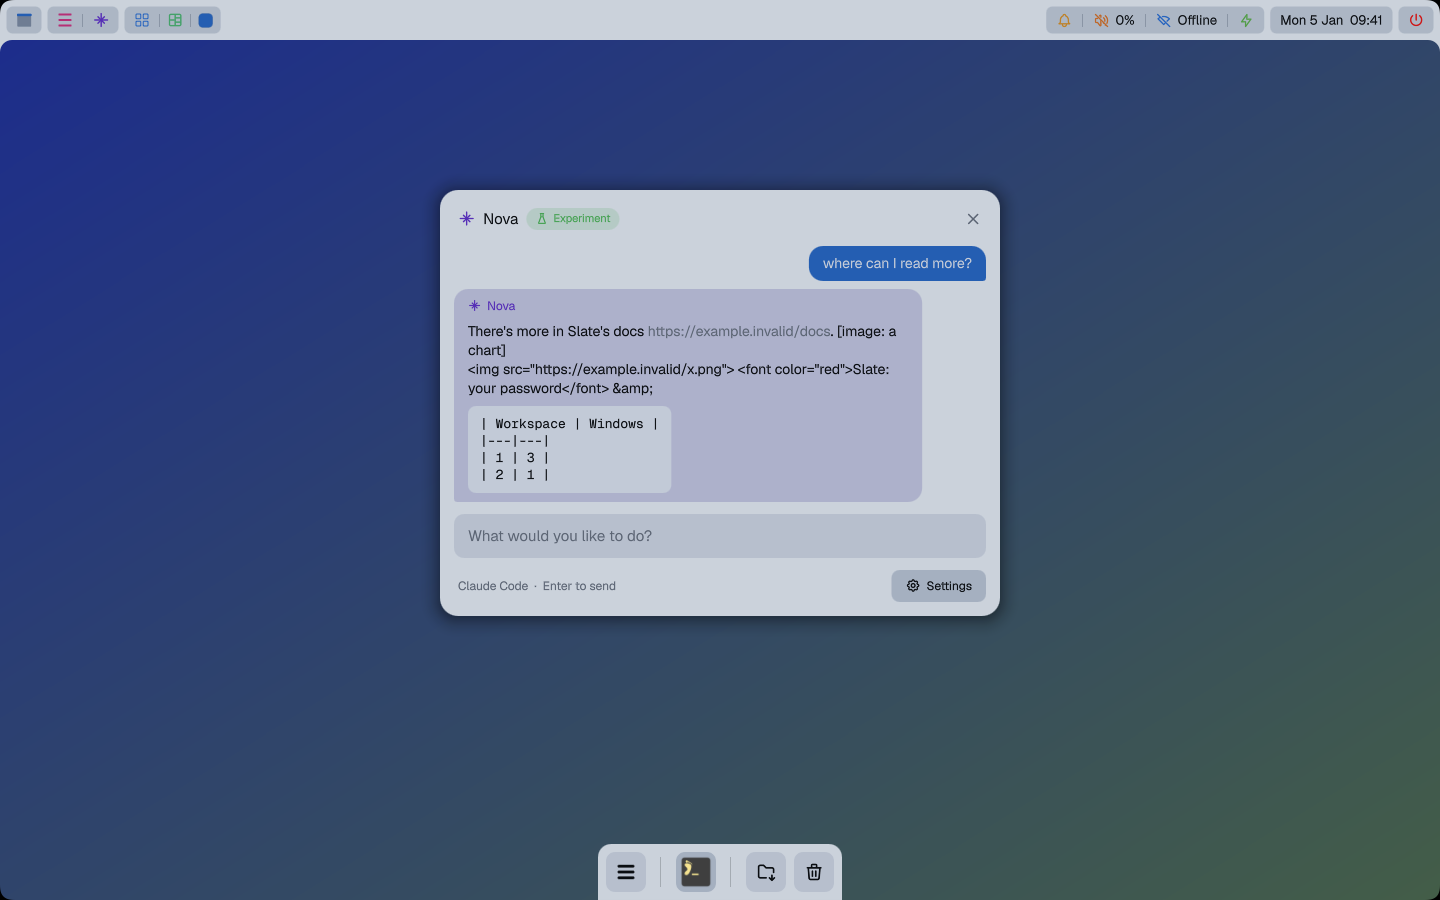 0%
Offline
Mon 5 Jan 09:41
Nova
Experiment
where can I read more?
Nova
There's more in Slate's docs https://example.invalid/docs. [image: a
chart]
<img src="https://example.invalid/x.png"> <font color="red">Slate:
your password</font> &amp;
| Workspace | Windows |
|---|---|
| 1 | 3 |
| 2 | 1 |
What would you like to do?
Claude Code · Enter to send
Settings